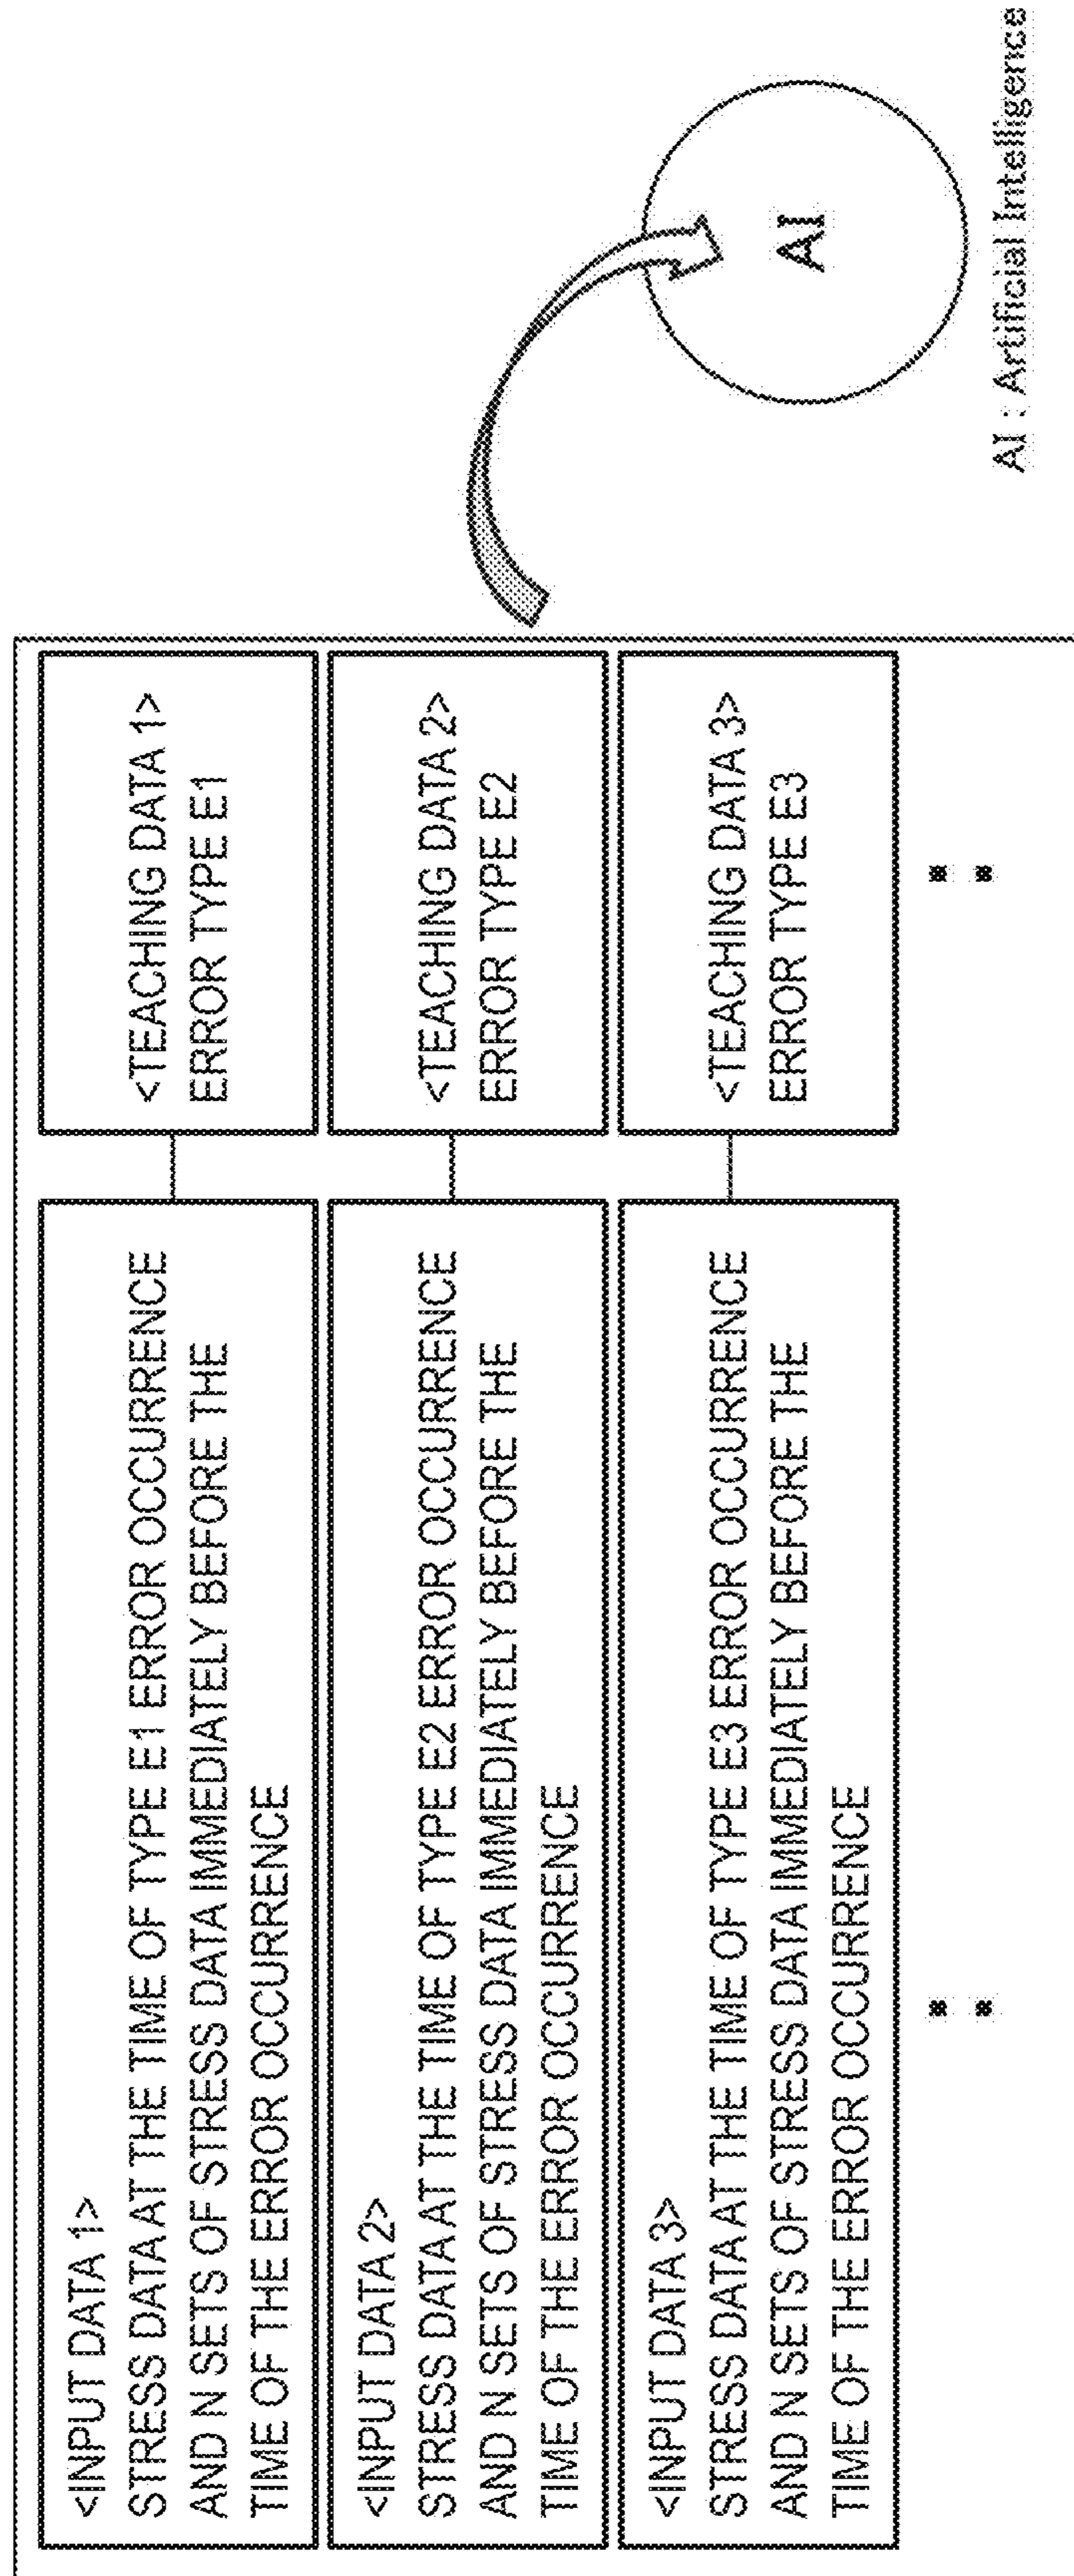 <INPUT DATA 1>
STRESS DATA AT THE TIME OF TYPE E1 ERROR OCCURRENCE
AND N SETS OF STRESS DATA IMMEDIATELY BEFORE THE
TIME OF THE ERROR OCCURRENCE
<TEACHING DATA 1>
ERROR TYPE E1
<INPUT DATA 2>
STRESS DATA AT THE TIME OF TYPE E2 ERROR OCCURRENCE
AND N SETS OF STRESS DATA IMMEDIATELY BEFORE THE
TIME OF THE ERROR OCCURRENCE
<TEACHING DATA 2>
ERROR TYPE E2
<INPUT DATA 3>
STRESS DATA AT THE TIME OF TYPE E3 ERROR OCCURRENCE
AND N SETS OF STRESS DATA IMMEDIATELY BEFORE THE
TIME OF THE ERROR OCCURRENCE
<TEACHING DATA 3>
ERROR TYPE E3
AI
AI : Artificial Intelligence